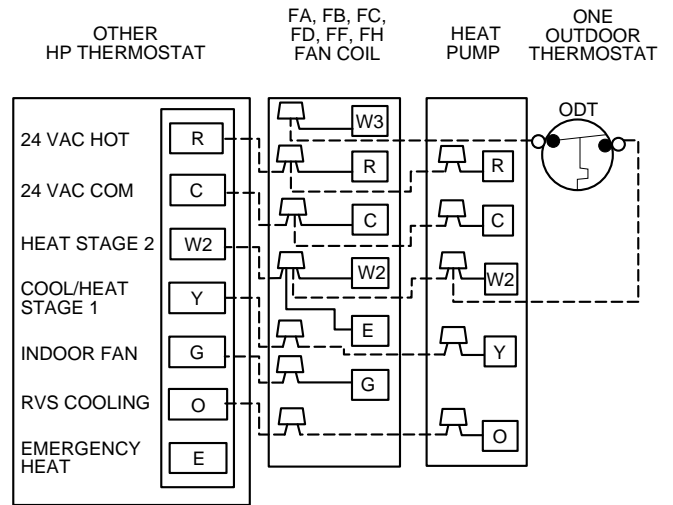 OTHER
HP THERMOSTAT
FA, FB, FC,
FD, FF, FH
FAN COIL
HEAT
PUMP
ONE
OUTDOOR
THERMOSTAT
ODT
24 VAC HOT
R
24 VAC COM
C
HEAT STAGE 2
W2
COOL/HEAT
STAGE 1
Y
INDOOR FAN
G
RVS COOLING
O
EMERGENCY
HEAT
E
W3
R
C
W2
E
G
R
C
W2
Y
O